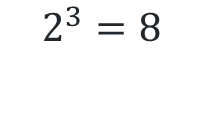 2³ = 8